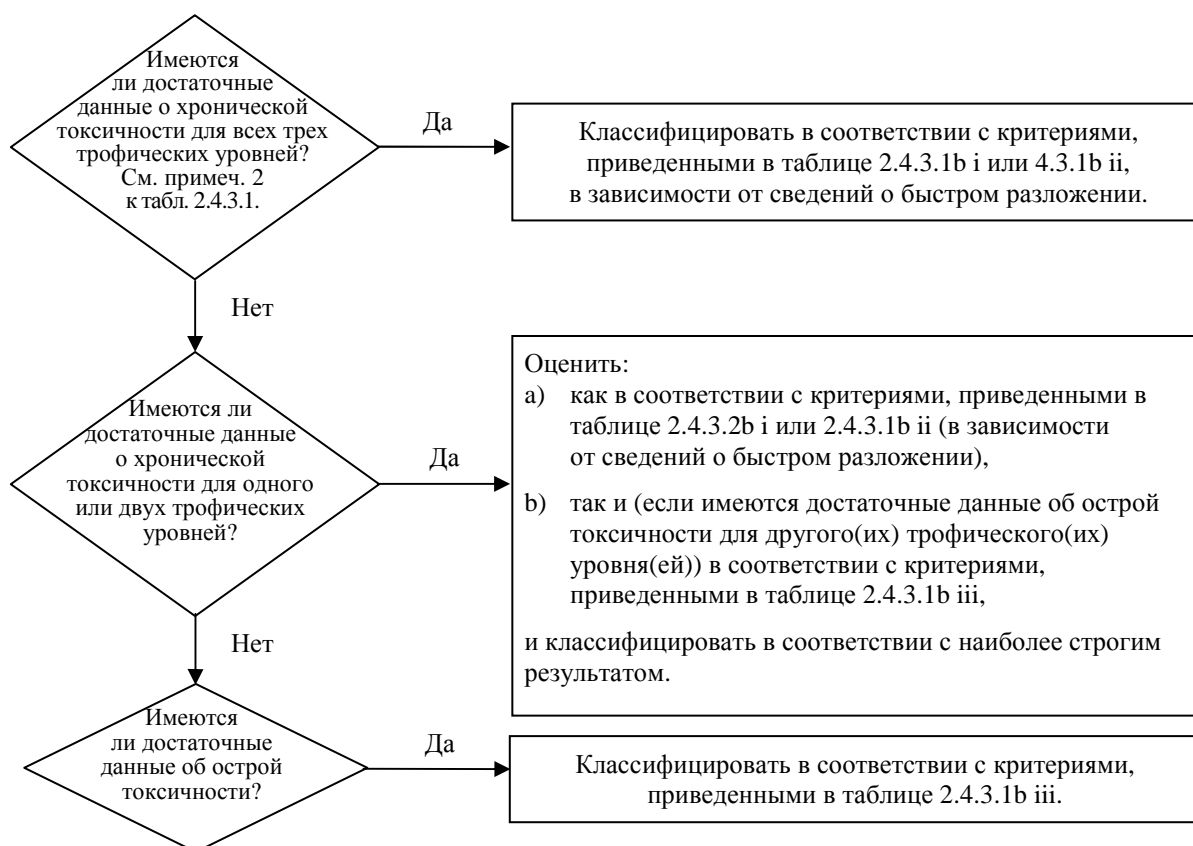 Имеются
ли достаточные
данные о хронической
токсичности для всех трех
трофических уровней?
См. примеч. 2
к табл. 2.4.3.1.
Да
Классифицировать в соответствии с критериями,
приведенными в таблице 2.4.3.1b i или 4.3.1b ii,
в зависимости от сведений о быстром разложении.
Нет
Имеются ли
достаточные данные
о хронической
токсичности для одного
или двух трофических
уровней?
Да
Оценить:
a) как в соответствии с критериями, приведенными в
таблице 2.4.3.2b i или 2.4.3.1b ii (в зависимости
от сведений о быстром разложении),
b) так и (если имеются достаточные данные об острой
токсичности для другого(их) трофического(их)
уровня(ей)) в соответствии с критериями,
приведенными в таблице 2.4.3.1b iii,
и классифицировать в соответствии с наиболее строгим
результатом.
Нет
Имеются
ли достаточные
данные об острой
токсичности?
Да
Классифицировать в соответствии с критериями,
приведенными в таблице 2.4.3.1b iii.